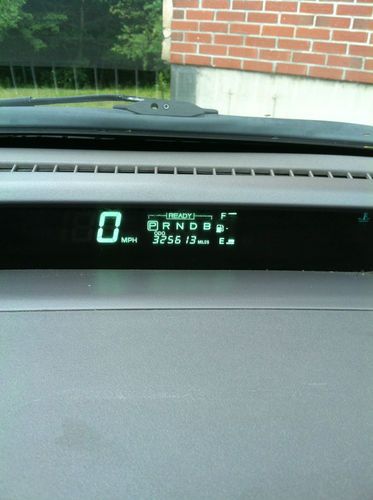 [READY] F
0 MPH P R N D B
ODO
325613 MILES E